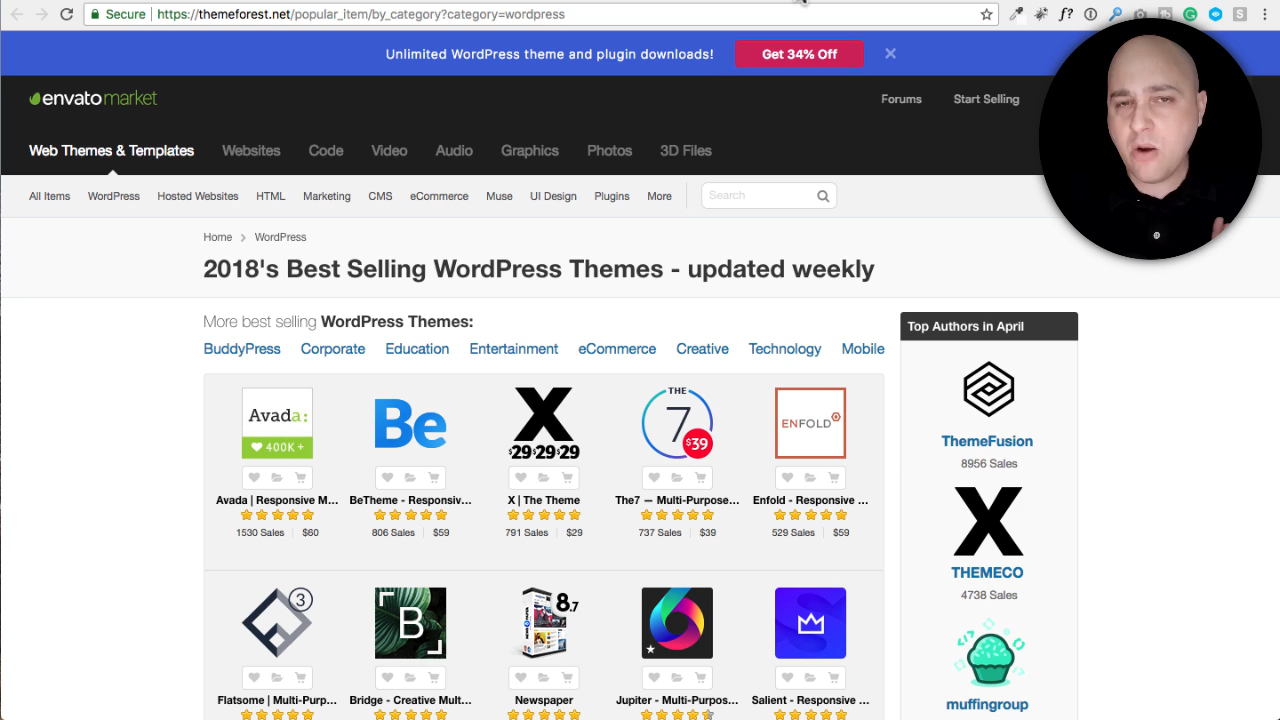 Secure https://themeforest.net/popular_item/by_category?category=wordpress
Unlimited WordPress theme and plugin downloads! Get 34% Off
envatomarket Forums Start Selling
Web Themes & Templates Websites Code Video Audio Graphics Photos 3D Files
All Items WordPress Hosted Websites HTML Marketing CMS eCommerce Muse UI Design Plugins More Search
Home WordPress
2018's Best Selling WordPress Themes - updated weekly
More best selling WordPress Themes:
BuddyPress Corporate Education Entertainment eCommerce Creative Technology Mobile
Avada: 400K+
Be
X $29 $29 $29
THE 7 $39
ENFOLD
Avada | Responsive M... BeTheme - Responsiv... X | The Theme The7 — Multi-Purpose... Enfold - Responsive ...
1530 Sales $60 806 Sales $59 791 Sales $29 737 Sales $39 529 Sales $59
3
B
8.7
Flatsome | Multi-Purp... Bridge - Creative Mult... Newspaper Jupiter - Multi-Purpos... Salient - Responsive ...
Top Authors in April
ThemeFusion
8956 Sales
X
THEMECO
4738 Sales
muffingroup